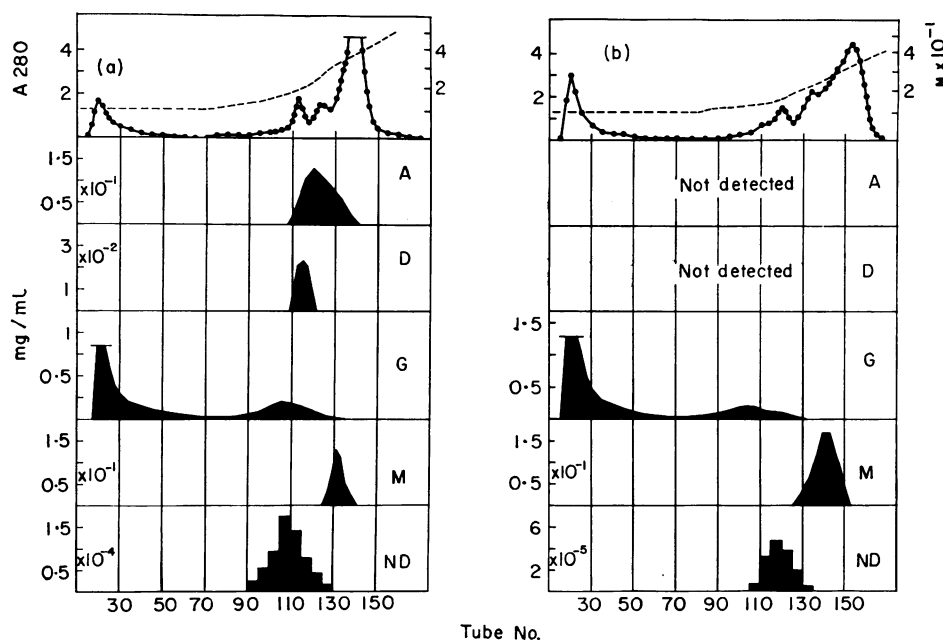 (a)
(b)
A 280
4
2
4
2
4
2
4
2
M x 10⁻¹
mg/mL
1·5
x10⁻¹
0·5
A
Not detected
A
3
x10⁻²
1
D
Not detected
D
1
0·5
G
1·5
0·5
G
1·5
x10⁻¹
0·5
M
1·5
x10⁻¹
0·5
M
1·5
x10⁻⁴
0·5
ND
6
x10⁻⁵
2
ND
30 50 70 90 110 130 150
30 50 70 90 110 130 150
Tube No.